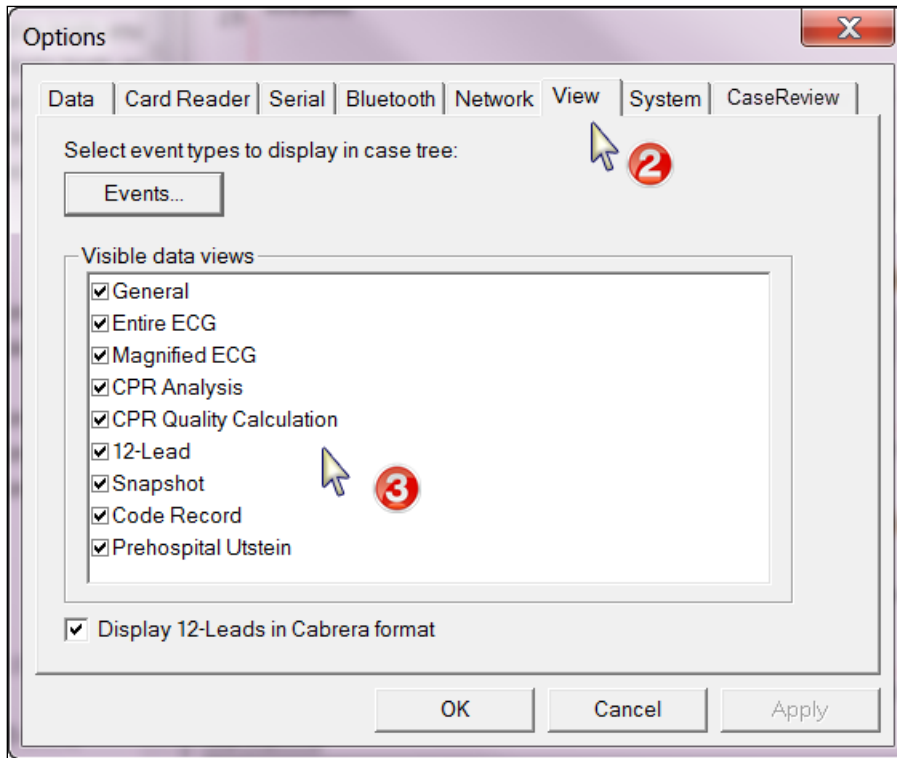 Options
X
Data Card Reader Serial Bluetooth Network View System CaseReview
2
Select event types to display in case tree:
Events...
Visible data views
General
Entire ECG
Magnified ECG
CPR Analysis
CPR Quality Calculation
12-Lead
Snapshot
3
Code Record
Prehospital Utstein
Display 12-Leads in Cabrera format
OK Cancel Apply